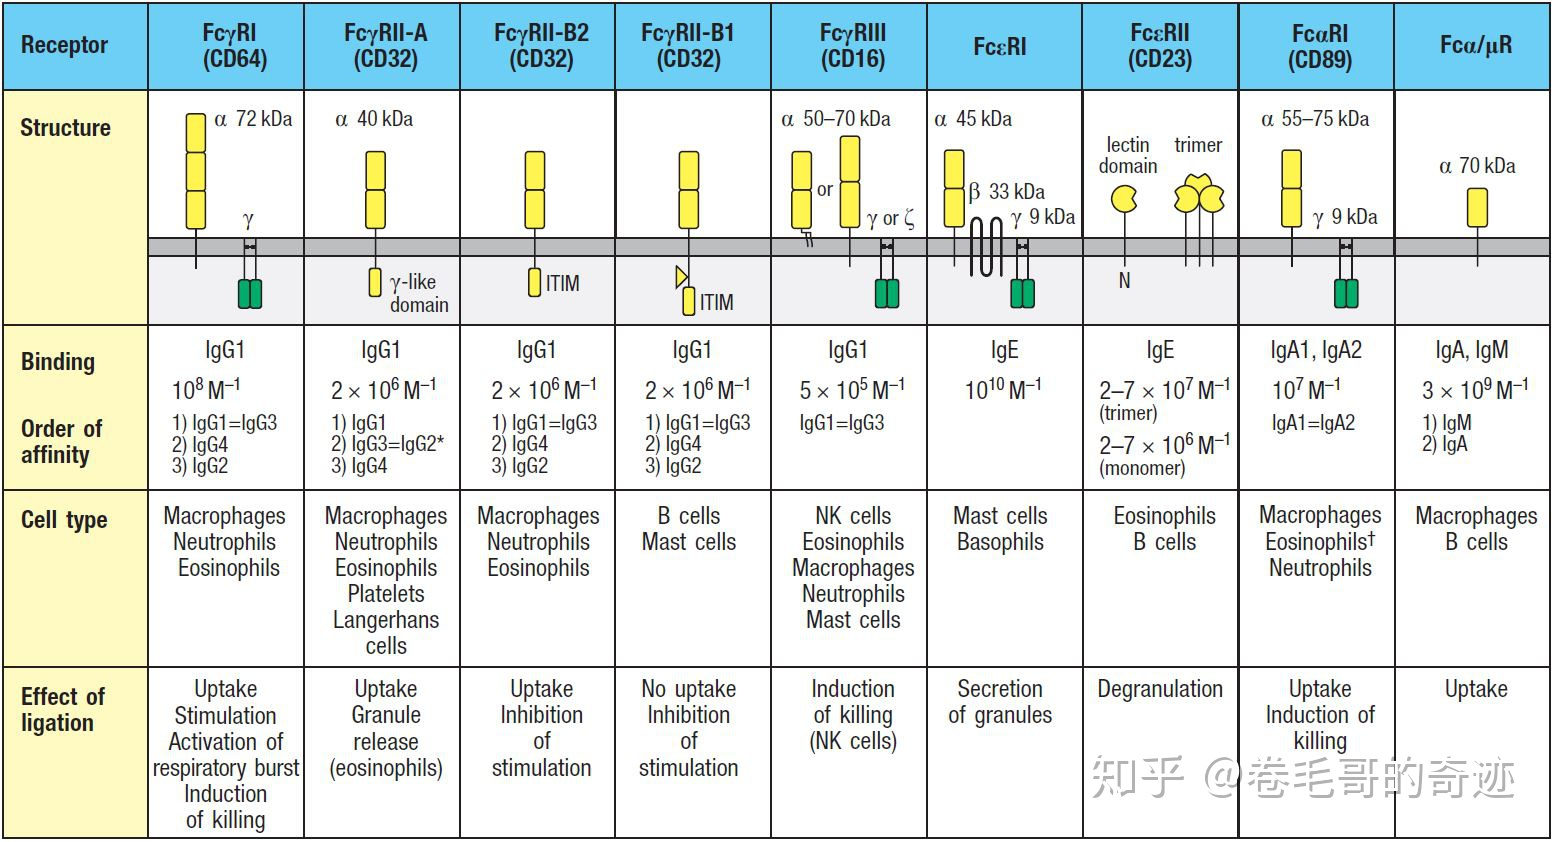 Receptor
FcγRI
(CD64)
FcγRII-A
(CD32)
FcγRII-B2
(CD32)
FcγRII-B1
(CD32)
FcγRIII
(CD16)
FcεRI
FcεRII
(CD23)
FcαRI
(CD89)
Fcα/μR
Structure
α 72 kDa
γ
α 40 kDa
γ-like
domain
ITIM
ITIM
α 50–70 kDa
or
γ or ζ
α 45 kDa
β 33 kDa
γ 9 kDa
lectin
domain
trimer
N
α 55–75 kDa
γ 9 kDa
α 70 kDa
Binding
IgG1
10⁸ M⁻¹
IgG1
2 × 10⁶ M⁻¹
IgG1
2 × 10⁶ M⁻¹
IgG1
2 × 10⁶ M⁻¹
IgG1
5 × 10⁵ M⁻¹
IgE
10¹⁰ M⁻¹
IgE
2–7 × 10⁷ M⁻¹
(trimer)
2–7 × 10⁶ M⁻¹
(monomer)
IgA1, IgA2
10⁷ M⁻¹
IgA, IgM
3 × 10⁹ M⁻¹
Order of
affinity
1) IgG1=IgG3
2) IgG4
3) IgG2
1) IgG1
2) IgG3=IgG2*
3) IgG4
1) IgG1=IgG3
2) IgG4
3) IgG2
1) IgG1=IgG3
2) IgG4
3) IgG2
IgG1=IgG3
IgA1=IgA2
1) IgM
2) IgA
Cell type
Macrophages
Neutrophils
Eosinophils
Macrophages
Neutrophils
Eosinophils
Platelets
Langerhans
cells
Macrophages
Neutrophils
Eosinophils
B cells
Mast cells
NK cells
Eosinophils
Macrophages
Neutrophils
Mast cells
Mast cells
Basophils
Eosinophils
B cells
Macrophages
Eosinophils†
Neutrophils
Macrophages
B cells
Effect of
ligation
Uptake
Stimulation
Activation of
respiratory burst
Induction
of killing
Uptake
Granule
release
(eosinophils)
Uptake
Inhibition
of
stimulation
No uptake
Inhibition
of
stimulation
Induction
of killing
(NK cells)
Secretion
of granules
Degranulation
Uptake
Induction of
killing
Uptake
知乎 @卷毛哥的奇迹